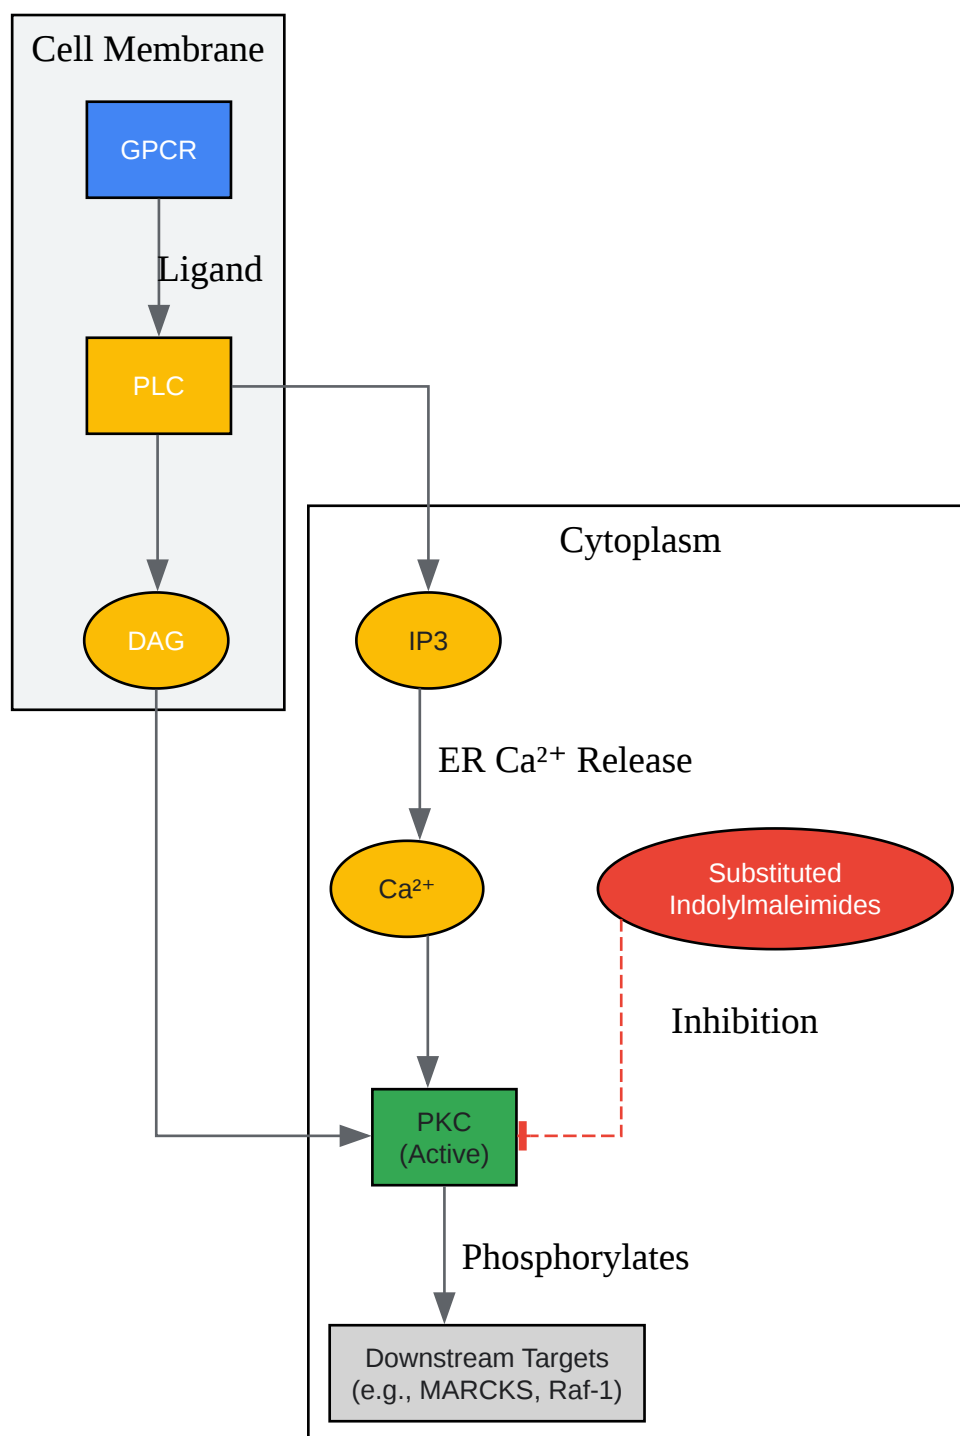 Cell Membrane
GPCR
Ligand
PLC
Cytoplasm
DAG
IP3
ER Ca²⁺ Release
Ca²⁺
Substituted
Indolylmaleimides
Inhibition
PKC
(Active)
Phosphorylates
Downstream Targets
(e.g., MARCKS, Raf-1)